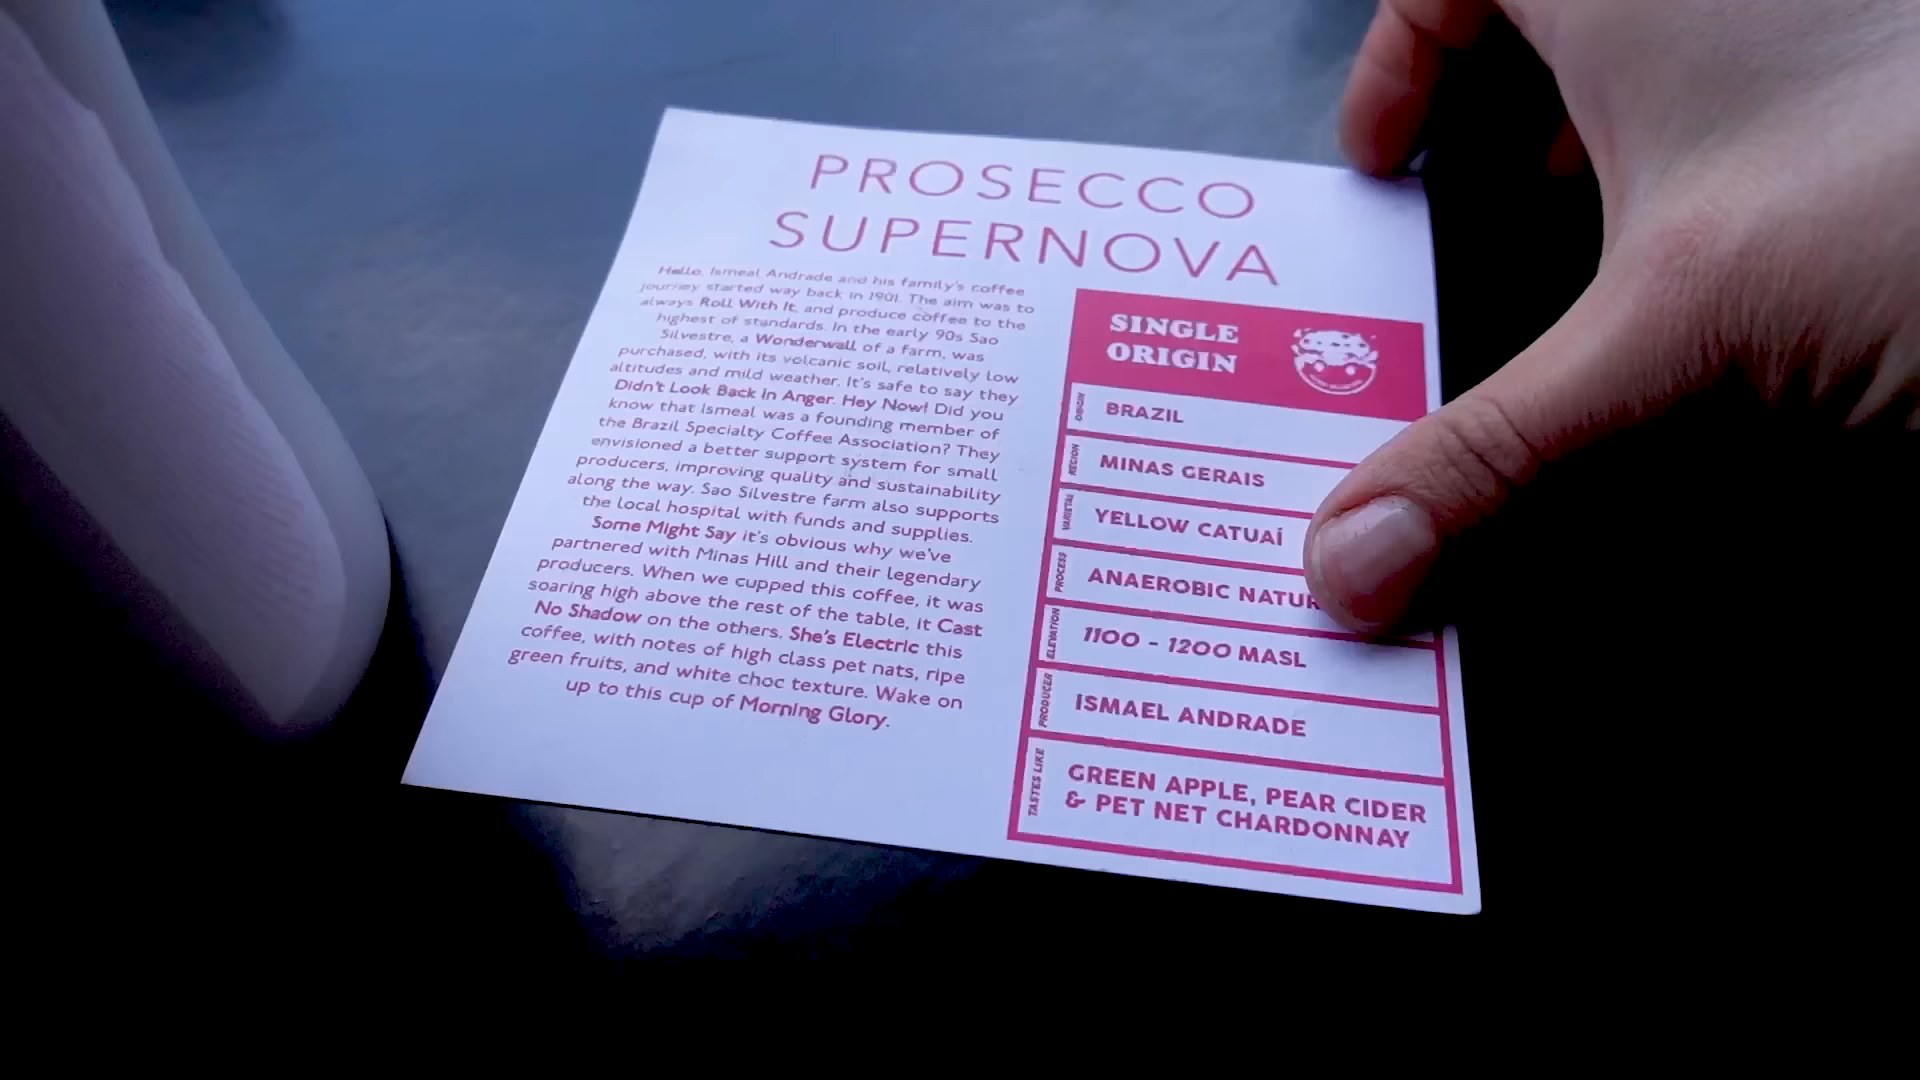 PROSECCO
SUPERNOVA
Hello. Ismeal Andrade and his family's coffee
journey started way back in 1901. The aim was to
always Roll With It, and produce coffee to the
highest of standards. In the early 90s Sao
Silvestre, a Wonderwall of a farm, was
purchased, with its volcanic soil, relatively low
altitudes and mild weather. It's safe to say they
Didn't Look Back In Anger. Hey Now! Did you
know that Ismeal was a founding member of
the Brazil Specialty Coffee Association? They
envisioned a better support system for small
producers, improving quality and sustainability
along the way. Sao Silvestre farm also supports
the local hospital with funds and supplies.
Some Might Say it's obvious why we've
partnered with Minas Hill and their legendary
producers. When we cupped this coffee, it was
soaring high above the rest of the table, it Cast
No Shadow on the others. She's Electric this
coffee, with notes of high class pet nats, ripe
green fruits, and white choc texture. Wake on
up to this cup of Morning Glory.
SINGLE
ORIGIN
ORIGIN
BRAZIL
REGION
MINAS GERAIS
VARIETAL
YELLOW CATUAÍ
PROCESS
ANAEROBIC NATUR
ELEVATION
1100 - 1200 MASL
PRODUCER
ISMAEL ANDRADE
TASTES LIKE
GREEN APPLE, PEAR CIDER
& PET NET CHARDONNAY